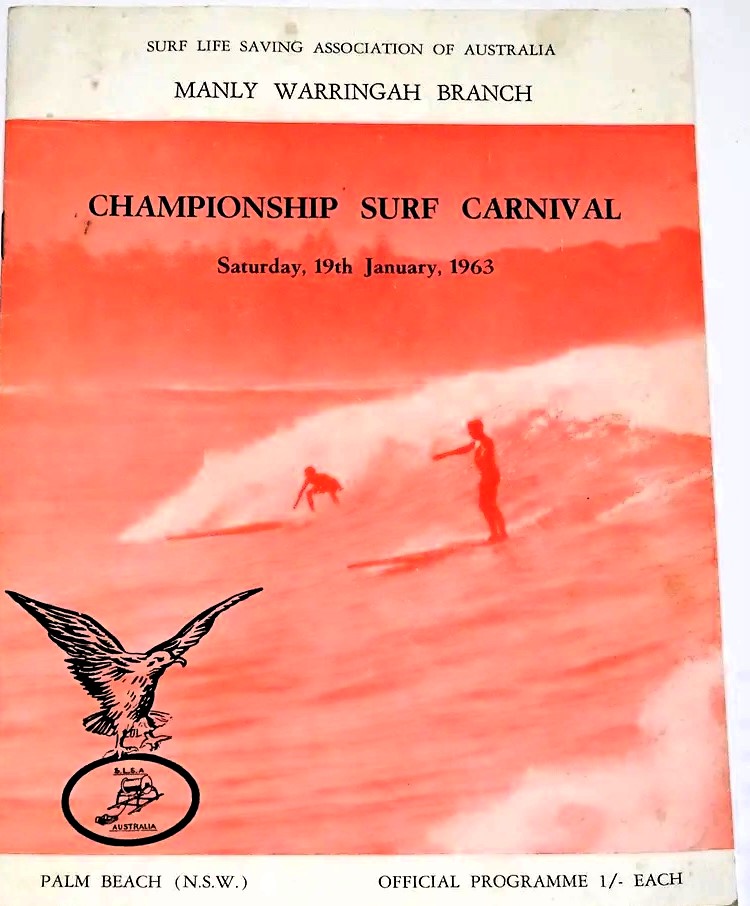 SURF LIFE SAVING ASSOCIATION OF AUSTRALIA
MANLY WARRINGAH BRANCH
CHAMPIONSHIP SURF CARNIVAL
Saturday, 19th January, 1963
S.L.S.A
AUSTRALIA
PALM BEACH (N.S.W.)
OFFICIAL PROGRAMME 1/- EACH